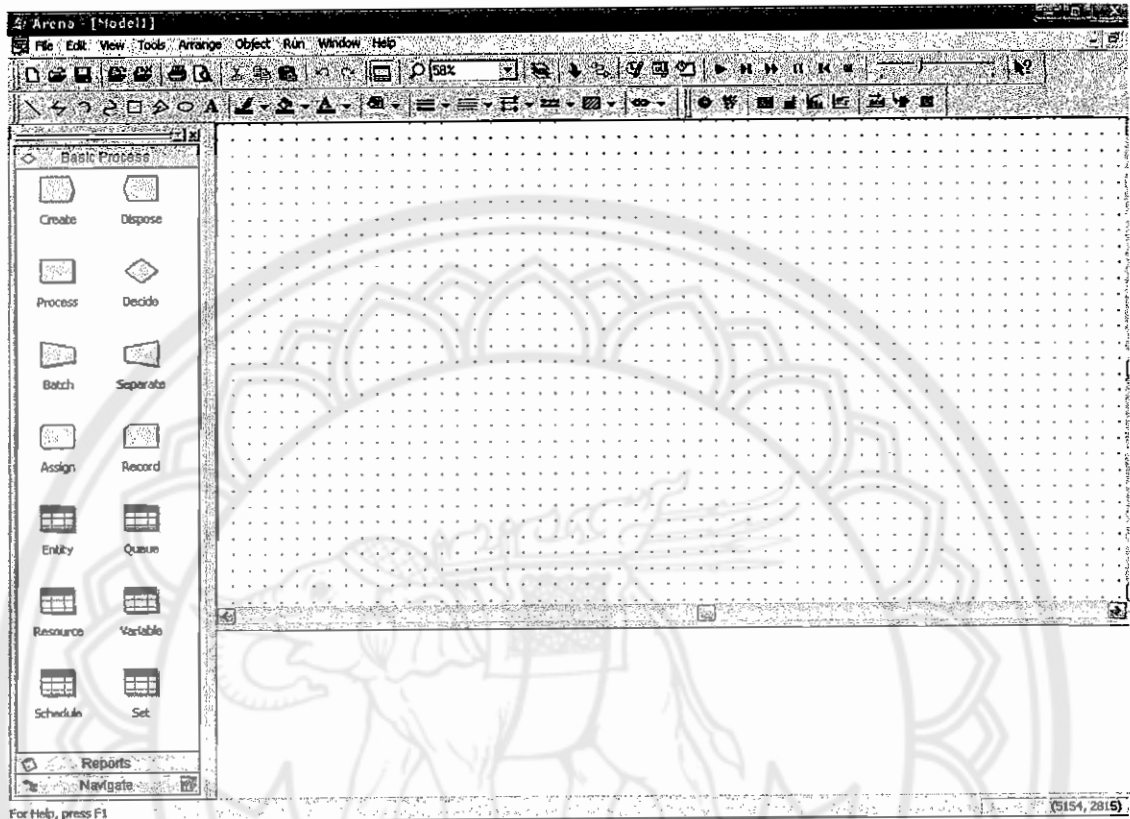 Arena - [Model1]
File Edit View Tools Arrange Object Run Window Help
58%
A
Basic Process
Create Dispose
Process Decide
Batch Separate
Assign Record
Entity Queue
Resource Variable
Schedule Set
Reports
Navigate
For Help, press F1 (5154, 2815)